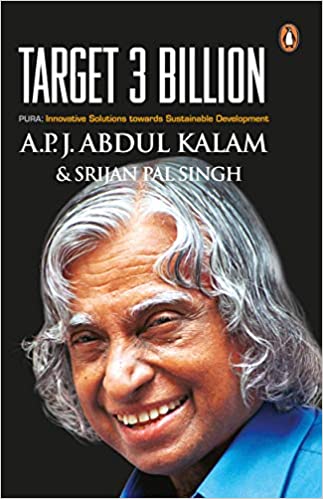 TARGET 3 BILLION
PURA: Innovative Solutions towards Sustainable Development
A.P.J. ABDUL KALAM
& SRIJAN PAL SINGH